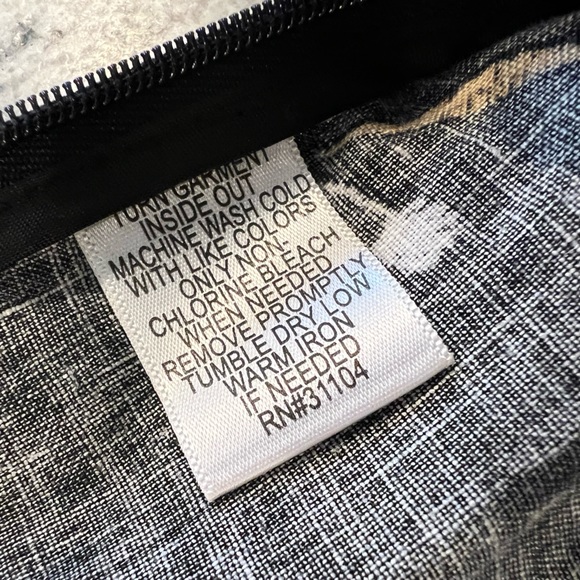 TURN GARMENT
INSIDE OUT
MACHINE WASH COLD
WITH LIKE COLORS
ONLY NON-
CHLORINE BLEACH
WHEN NEEDED
REMOVE PROMPTLY
TUMBLE DRY LOW
WARM IRON
IF NEEDED
RN#31104